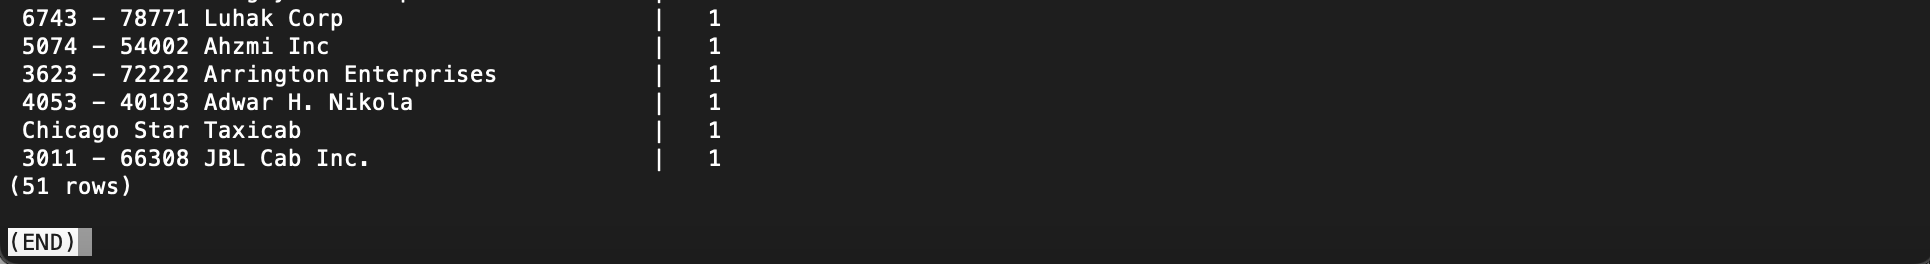 6743 - 78771 Luhak Corp | 1
5074 - 54002 Ahzmi Inc | 1
3623 - 72222 Arrington Enterprises | 1
4053 - 40193 Adwar H. Nikola | 1
Chicago Star Taxicab | 1
3011 - 66308 JBL Cab Inc. | 1
(51 rows)
(END)